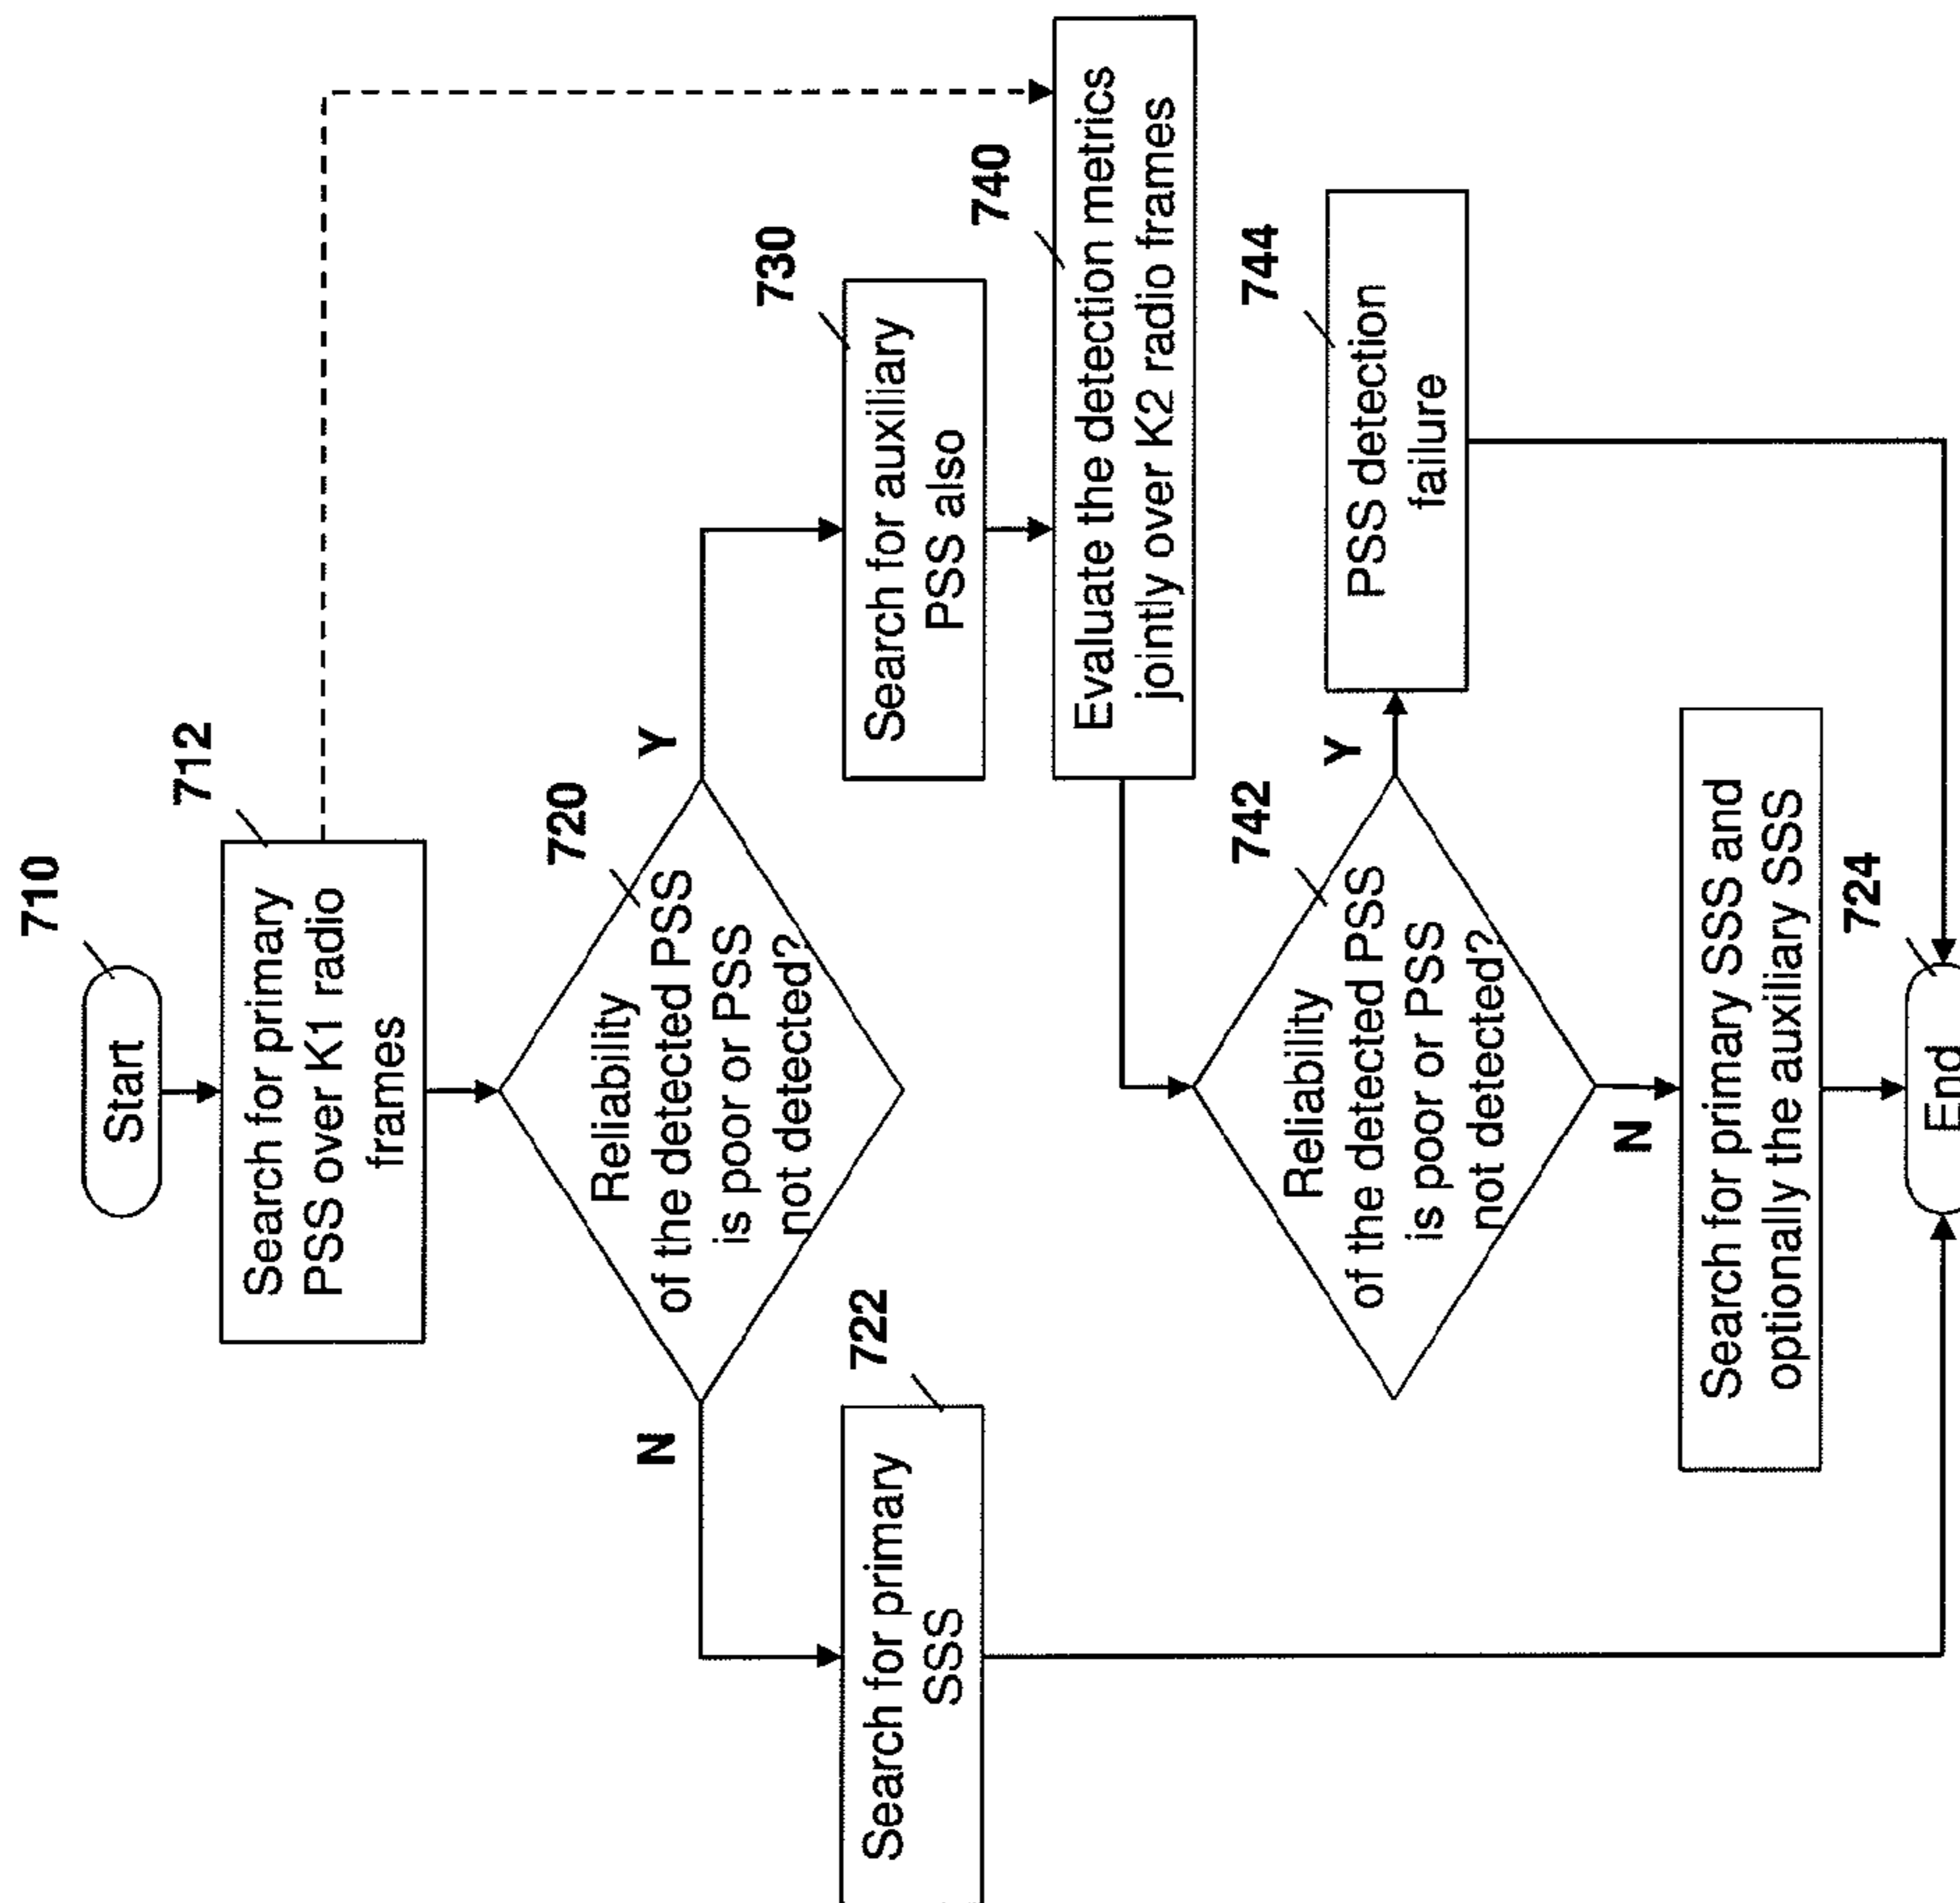 710
Start
712
Search for primary
PSS over K1 radio
frames
720
Reliability
of the detected PSS
is poor or PSS
not detected?
N
Y
722
Search for primary
SSS
730
Search for auxiliary
PSS also
740
Evaluate the detection metrics
jointly over K2 radio frames
742
Reliability
of the detected PSS
is poor or PSS
not detected?
Y
N
744
PSS detection
failure
Search for primary SSS and
optionally the auxiliary SSS
724
End